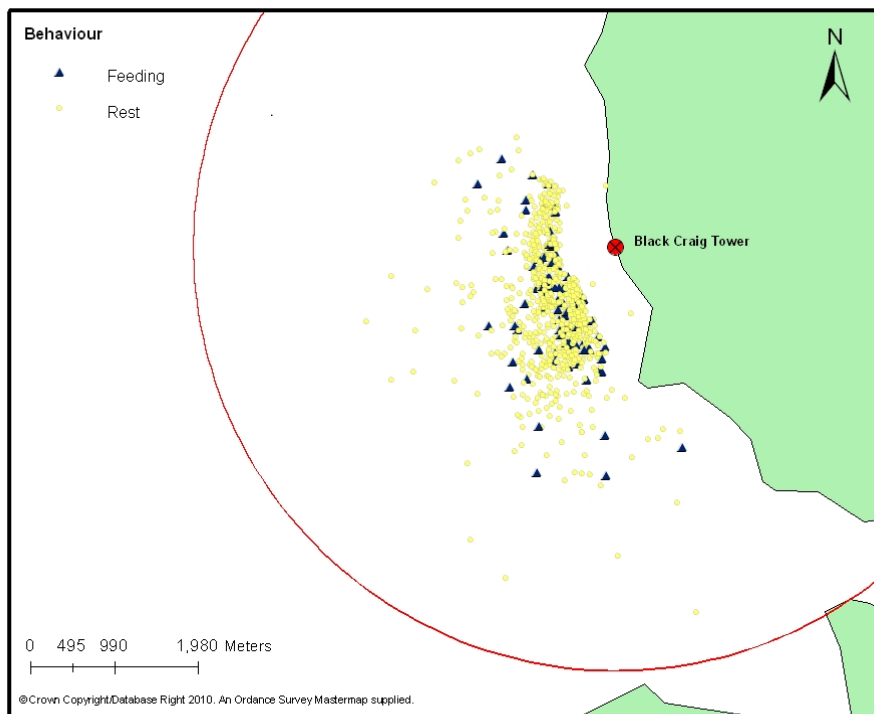 Behaviour
Feeding
Rest
N
Black Craig Tower
0 495 990 1,980 Meters
©Crown Copyright/Database Right 2010. An Ordance Survey Mastermap supplied.